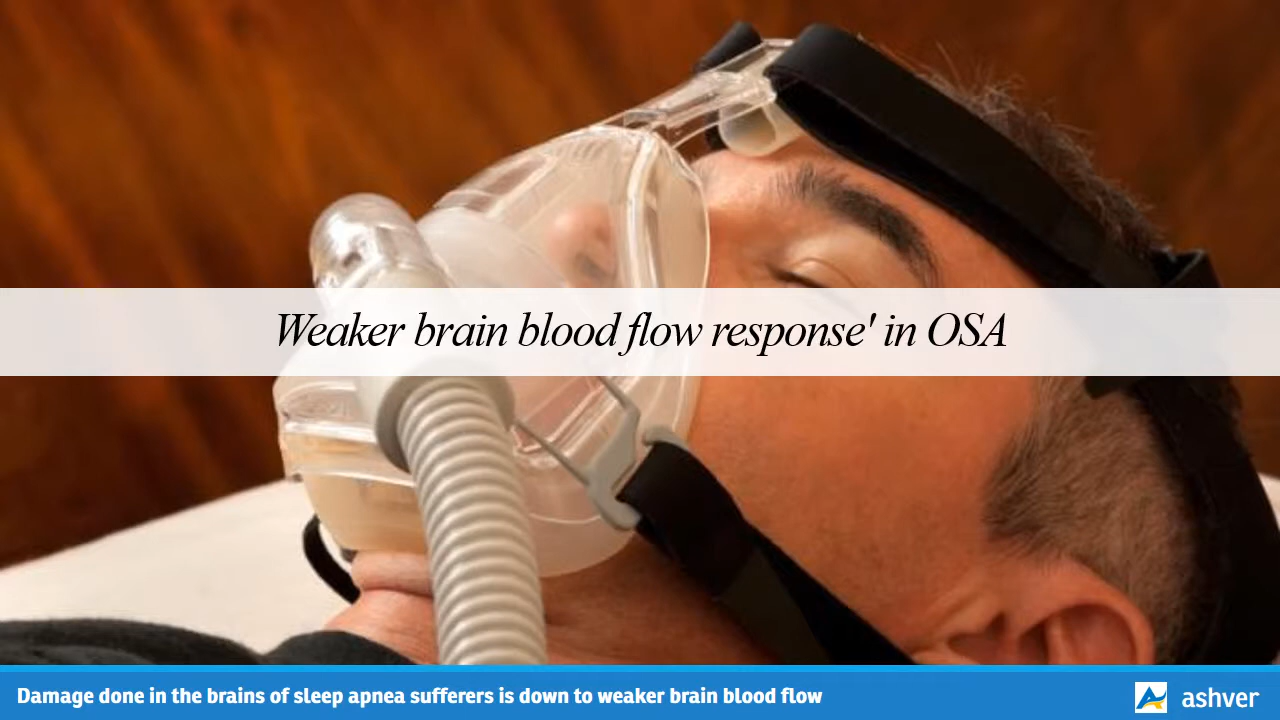 Weaker brain blood flow response' in OSA
Damage done in the brains of sleep apnea sufferers is down to weaker brain blood flow
ashver